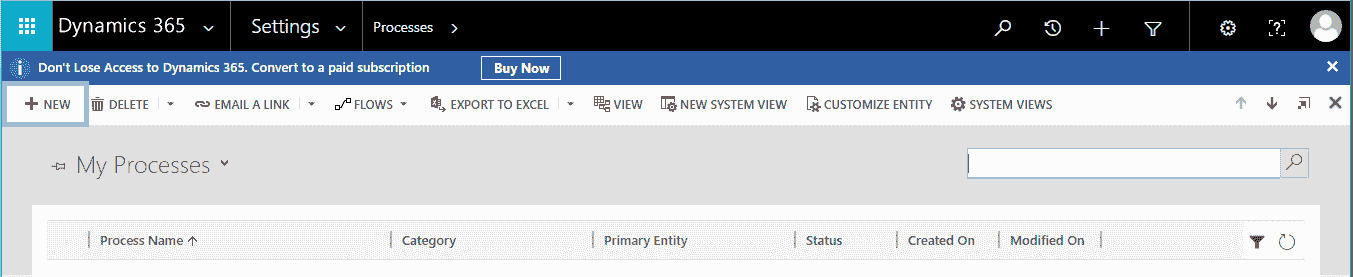 Dynamics 365 Settings Processes
Don't Lose Access to Dynamics 365. Convert to a paid subscription Buy Now
NEW DELETE EMAIL A LINK FLOWS EXPORT TO EXCEL VIEW NEW SYSTEM VIEW CUSTOMIZE ENTITY SYSTEM VIEWS
My Processes
Process Name Category Primary Entity Status Created On Modified On